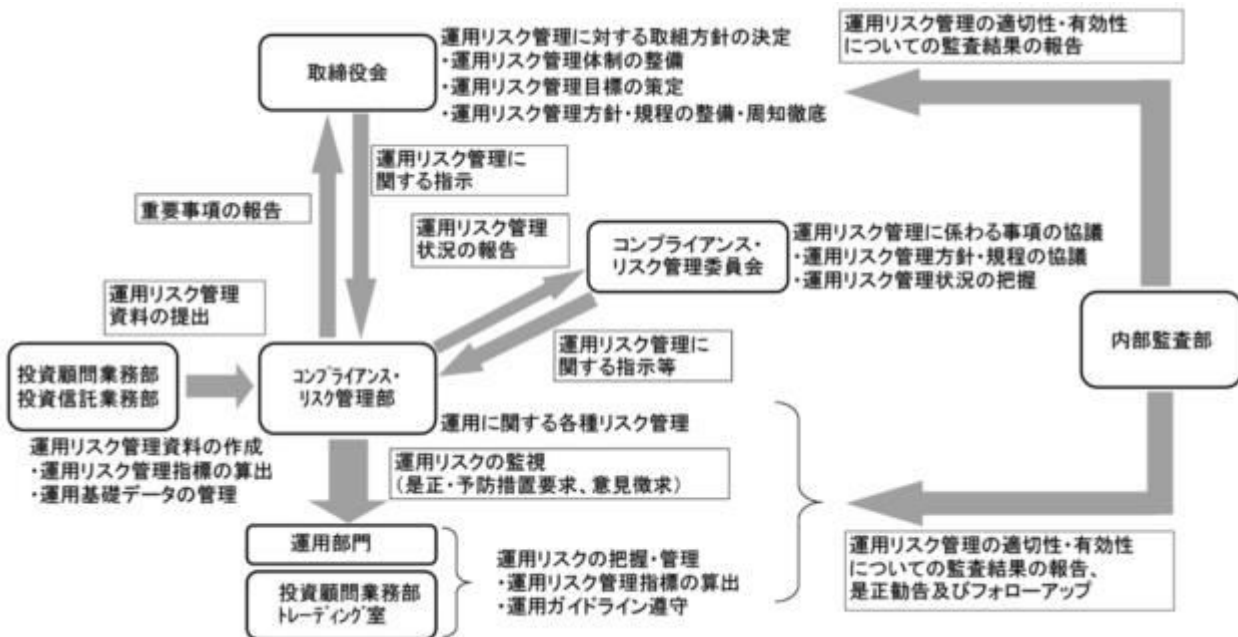 取締役会
運用リスク管理に対する取組方針の決定
・運用リスク管理体制の整備
・運用リスク管理目標の策定
・運用リスク管理方針・規程の整備・周知徹底
運用リスク管理の適切性・有効性
についての監査結果の報告
運用リスク管理に
関する指示
重要事項の報告
運用リスク管理
状況の報告
コンプライアンス・
リスク管理委員会
運用リスク管理に係わる事項の協議
・運用リスク管理方針・規程の協議
・運用リスク管理状況の把握
運用リスク管理
資料の提出
運用リスク管理に
関する指示等
内部監査部
投資顧問業務部
投資信託業務部
コンプライアンス・
リスク管理部
運用に関する各種リスク管理
運用リスク管理資料の作成
・運用リスク管理指標の算出
・運用基礎データの管理
運用リスクの監視
(是正・予防措置要求、意見徴求)
運用部門
投資顧問業務部
トレーディング室
運用リスクの把握・管理
・運用リスク管理指標の算出
・運用ガイドライン遵守
運用リスク管理の適切性・有効性
についての監査結果の報告、
是正勧告及びフォローアップ